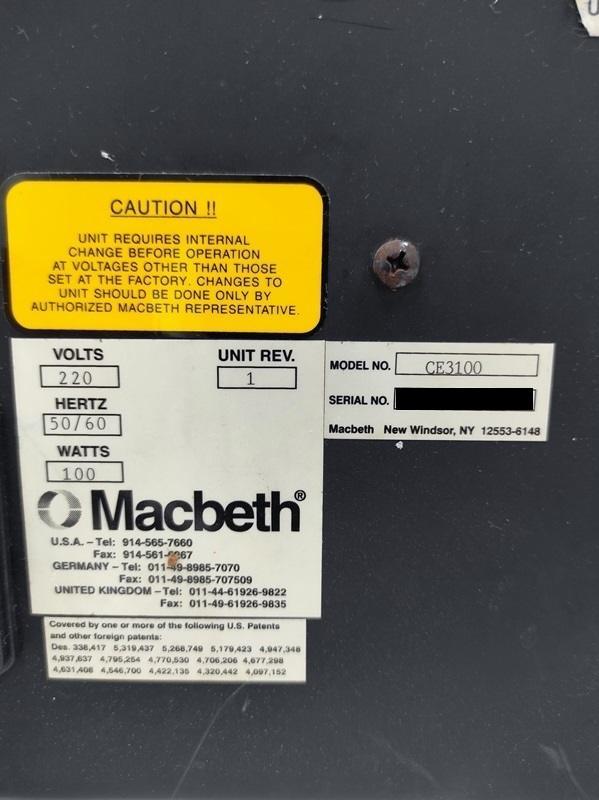 CAUTION !!
UNIT REQUIRES INTERNAL
CHANGE BEFORE OPERATION
AT VOLTAGES OTHER THAN THOSE
SET AT THE FACTORY. CHANGES TO
UNIT SHOULD BE DONE ONLY BY
AUTHORIZED MACBETH REPRESENTATIVE.
VOLTS
220
HERTZ
50/60
WATTS
100
UNIT REV.
1
MODEL NO. CE3100
SERIAL NO.
Macbeth New Windsor, NY 12553-6148
Macbeth®
U.S.A. – Tel: 914-565-7660
Fax:
GERMANY – Tel: 011-49-8985-7070
Fax: 011-49-8985-707509
UNITED KINGDOM – Tel: 011-44-61926-9822
Fax: 011-49-61926-9835
Covered by one or more of the following U.S. Patents
and other foreign patents:
Des. 338,417 5,319,437 5,268,749 5,179,423 4,947,348
4,937,637 4,795,254 4,770,530 4,706,206 4,677,298
4,631,408 4,546,700 4,422,135 4,320,442 4,097,152